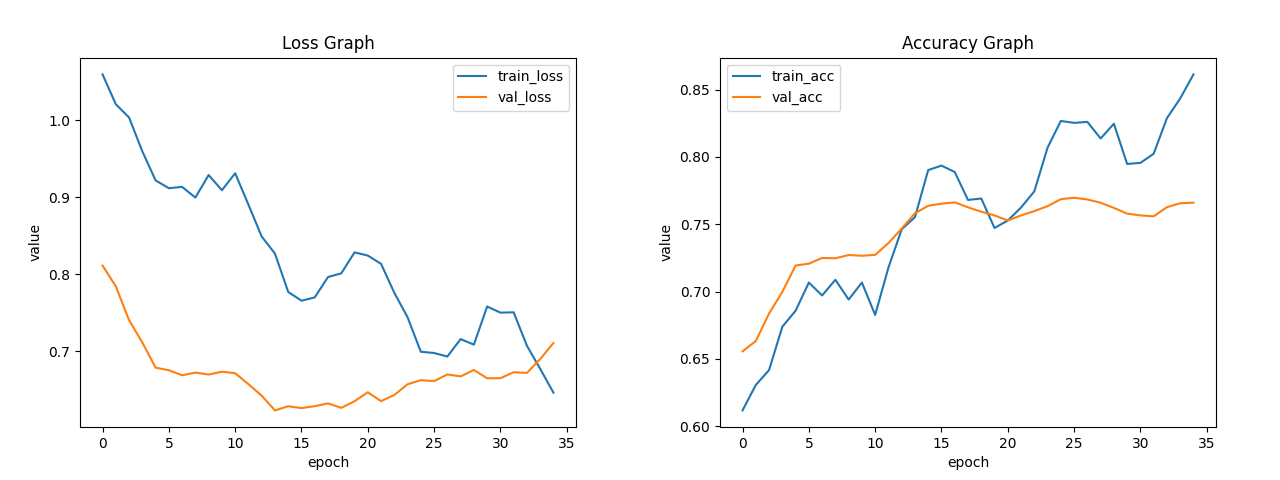 Loss Graph
train_loss
val_loss
1.0
0.9
0.8
0.7
value
0 5 10 15 20 25 30 35
epoch
Accuracy Graph
train_acc
val_acc
0.85
0.80
0.75
0.70
0.65
0.60
value
0 5 10 15 20 25 30 35
epoch